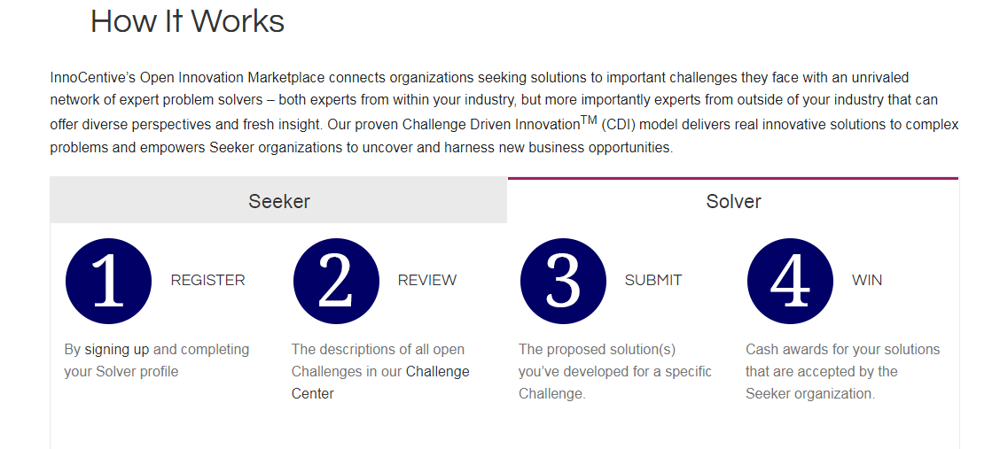 How It Works
InnoCentive’s Open Innovation Marketplace connects organizations seeking solutions to important challenges they face with an unrivaled
network of expert problem solvers – both experts from within your industry, but more importantly experts from outside of your industry that can
offer diverse perspectives and fresh insight. Our proven Challenge Driven Innovation™ (CDI) model delivers real innovative solutions to complex
problems and empowers Seeker organizations to uncover and harness new business opportunities.
Seeker
Solver
1 REGISTER
By signing up and completing
your Solver profile
2 REVIEW
The descriptions of all open
Challenges in our Challenge
Center
3 SUBMIT
The proposed solution(s)
you’ve developed for a specific
Challenge.
4 WIN
Cash awards for your solutions
that are accepted by the
Seeker organization.